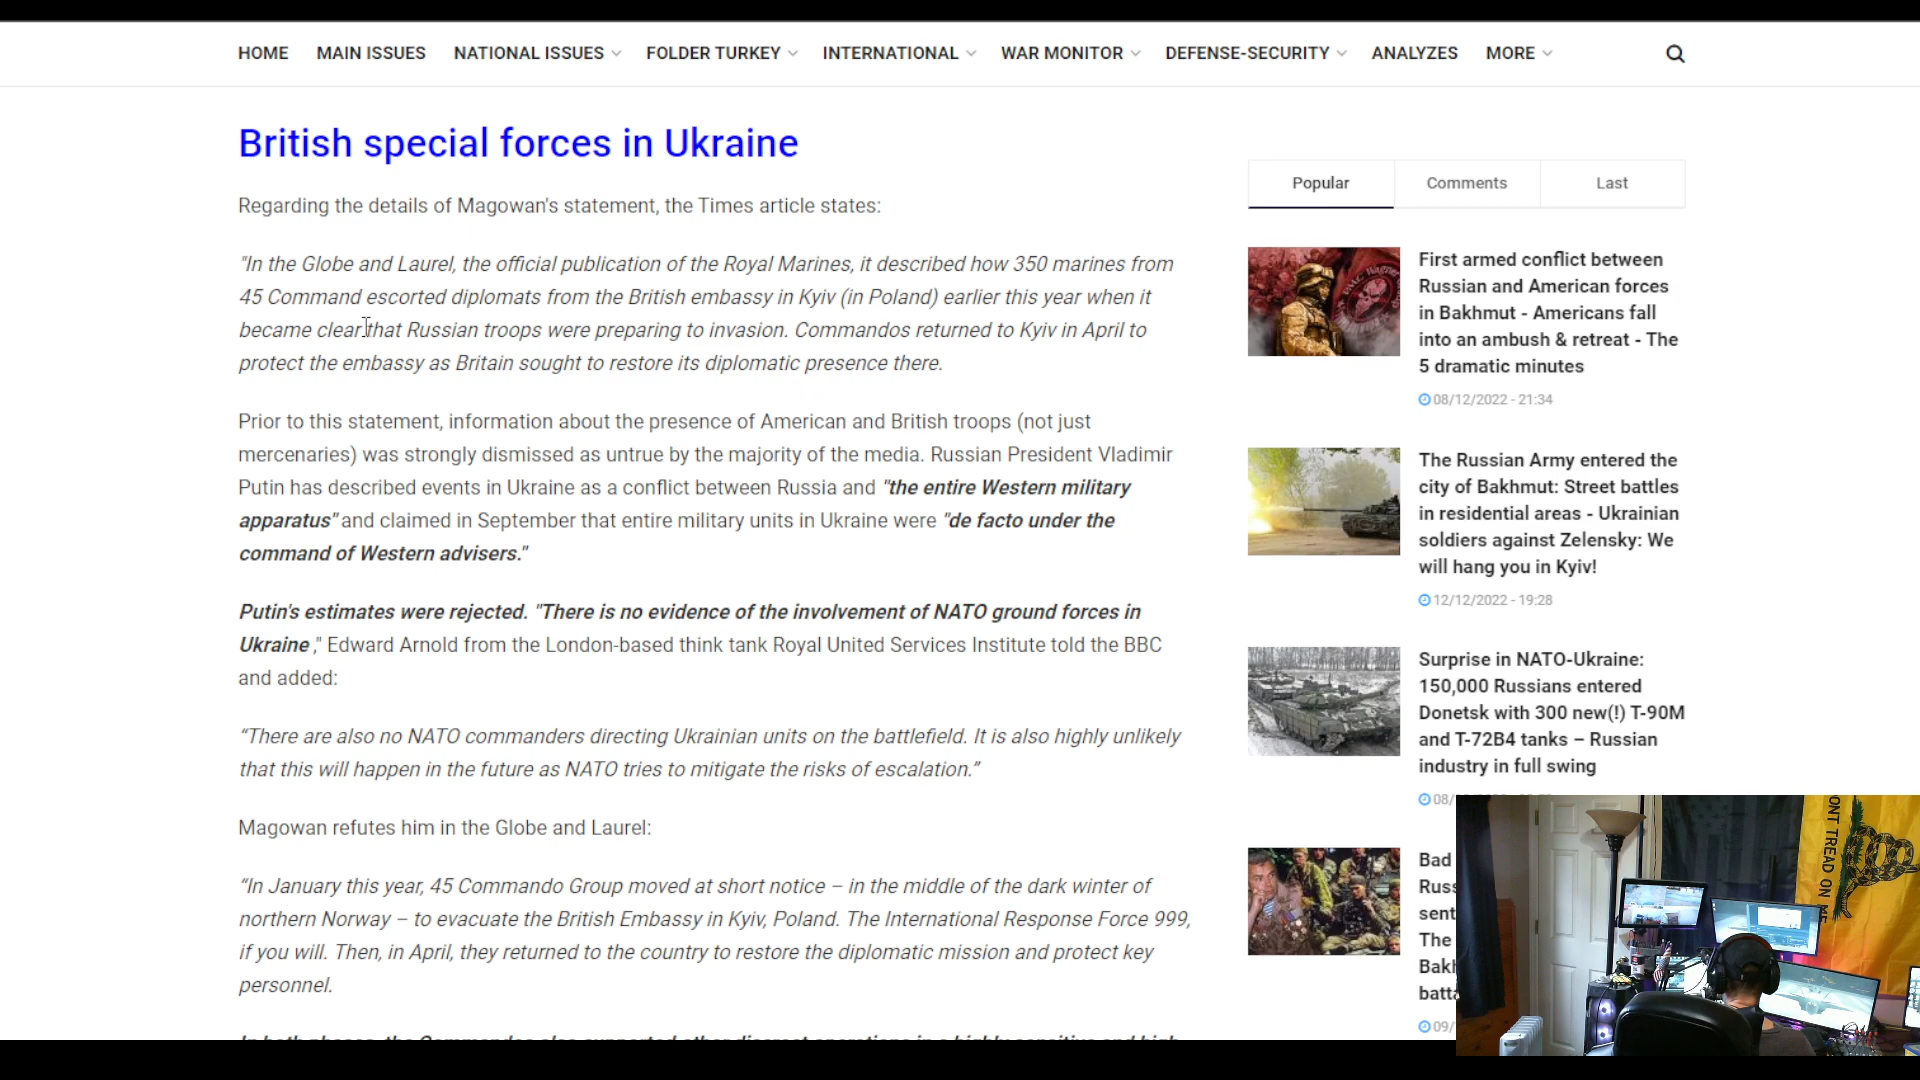 HOME MAIN ISSUES NATIONAL ISSUES FOLDER TURKEY INTERNATIONAL WAR MONITOR DEFENSE-SECURITY ANALYZES MORE
British special forces in Ukraine
Regarding the details of Magowan's statement, the Times article states:
"In the Globe and Laurel, the official publication of the Royal Marines, it described how 350 marines from
45 Command escorted diplomats from the British embassy in Kyiv (in Poland) earlier this year when it
became clear that Russian troops were preparing to invasion. Commandos returned to Kyiv in April to
protect the embassy as Britain sought to restore its diplomatic presence there.
Prior to this statement, information about the presence of American and British troops (not just
mercenaries) was strongly dismissed as untrue by the majority of the media. Russian President Vladimir
Putin has described events in Ukraine as a conflict between Russia and "the entire Western military
apparatus" and claimed in September that entire military units in Ukraine were "de facto under the
command of Western advisers."
Putin's estimates were rejected. "There is no evidence of the involvement of NATO ground forces in
Ukraine ," Edward Arnold from the London-based think tank Royal United Services Institute told the BBC
and added:
“There are also no NATO commanders directing Ukrainian units on the battlefield. It is also highly unlikely
that this will happen in the future as NATO tries to mitigate the risks of escalation.”
Magowan refutes him in the Globe and Laurel:
“In January this year, 45 Commando Group moved at short notice – in the middle of the dark winter of
northern Norway – to evacuate the British Embassy in Kyiv, Poland. The International Response Force 999,
if you will. Then, in April, they returned to the country to restore the diplomatic mission and protect key
personnel.
In both phases, the Commandos also supported other discreet operations in a highly sensitive and high
Popular Comments Last
First armed conflict between
Russian and American forces
in Bakhmut - Americans fall
into an ambush & retreat - The
5 dramatic minutes
08/12/2022 - 21:34
The Russian Army entered the
city of Bakhmut: Street battles
in residential areas - Ukrainian
soldiers against Zelensky: We
will hang you in Kyiv!
12/12/2022 - 19:28
Surprise in NATO-Ukraine:
150,000 Russians entered
Donetsk with 300 new(!) T-90M
and T-72B4 tanks – Russian
industry in full swing
08/
Bad
Russ
sent
The
Bakh
batta
09/
ONT TREAD ON ME